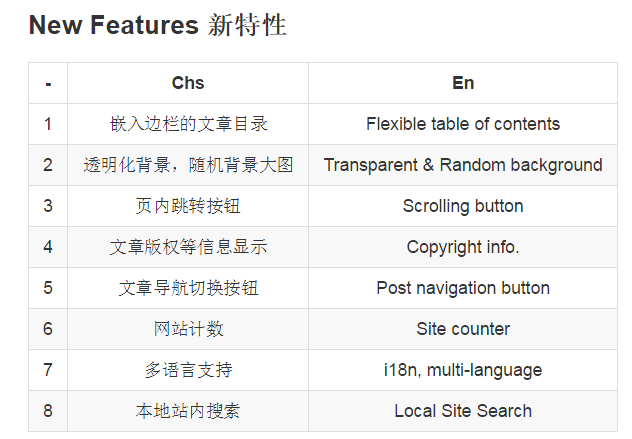 New Features 新特性
- Chs En
1 嵌入边栏的文章目录 Flexible table of contents
2 透明化背景，随机背景大图 Transparent & Random background
3 页内跳转按钮 Scrolling button
4 文章版权等信息显示 Copyright info.
5 文章导航切换按钮 Post navigation button
6 网站计数 Site counter
7 多语言支持 i18n, multi-language
8 本地站内搜索 Local Site Search